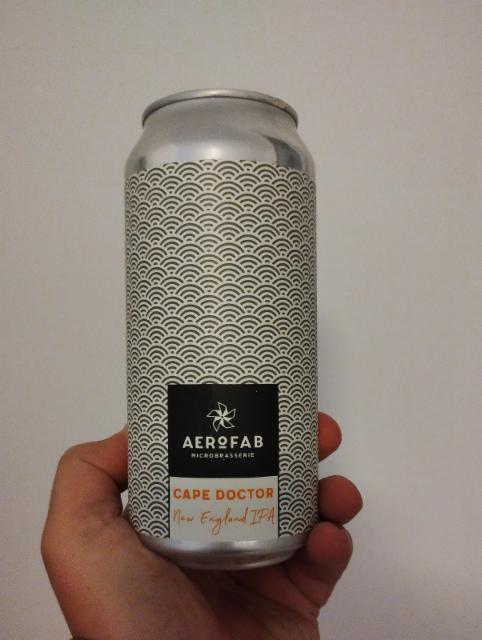 AEROFAB
MICROBRASSERIE
CAPE DOCTOR
New England IPA